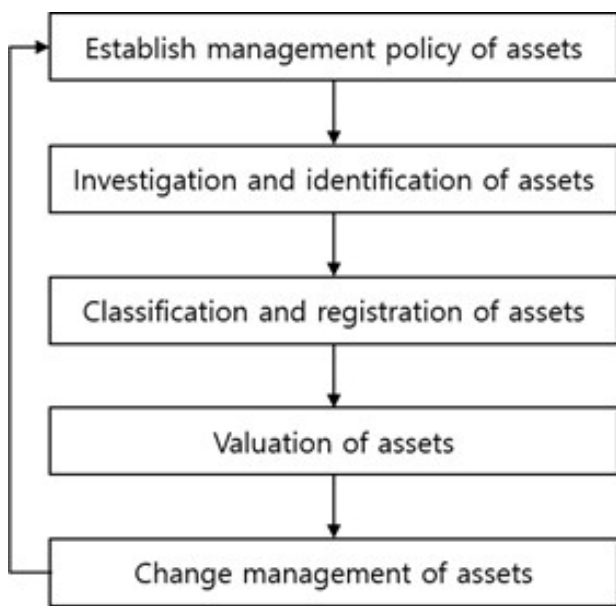 Establish management policy of assets
Investigation and identification of assets
Classification and registration of assets
Valuation of assets
Change management of assets